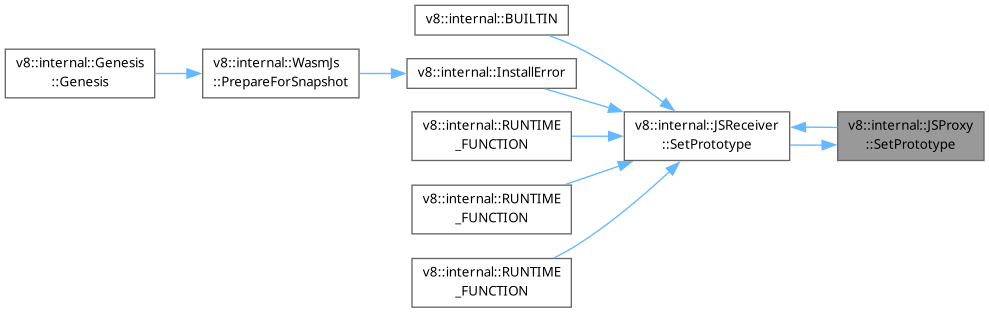 v8::internal::BUILTIN
v8::internal::Genesis
::Genesis
v8::internal::WasmJs
::PrepareForSnapshot
v8::internal::InstallError
v8::internal::RUNTIME
_FUNCTION
v8::internal::JSReceiver
::SetPrototype
v8::internal::JSProxy
::SetPrototype
v8::internal::RUNTIME
_FUNCTION
v8::internal::RUNTIME
_FUNCTION